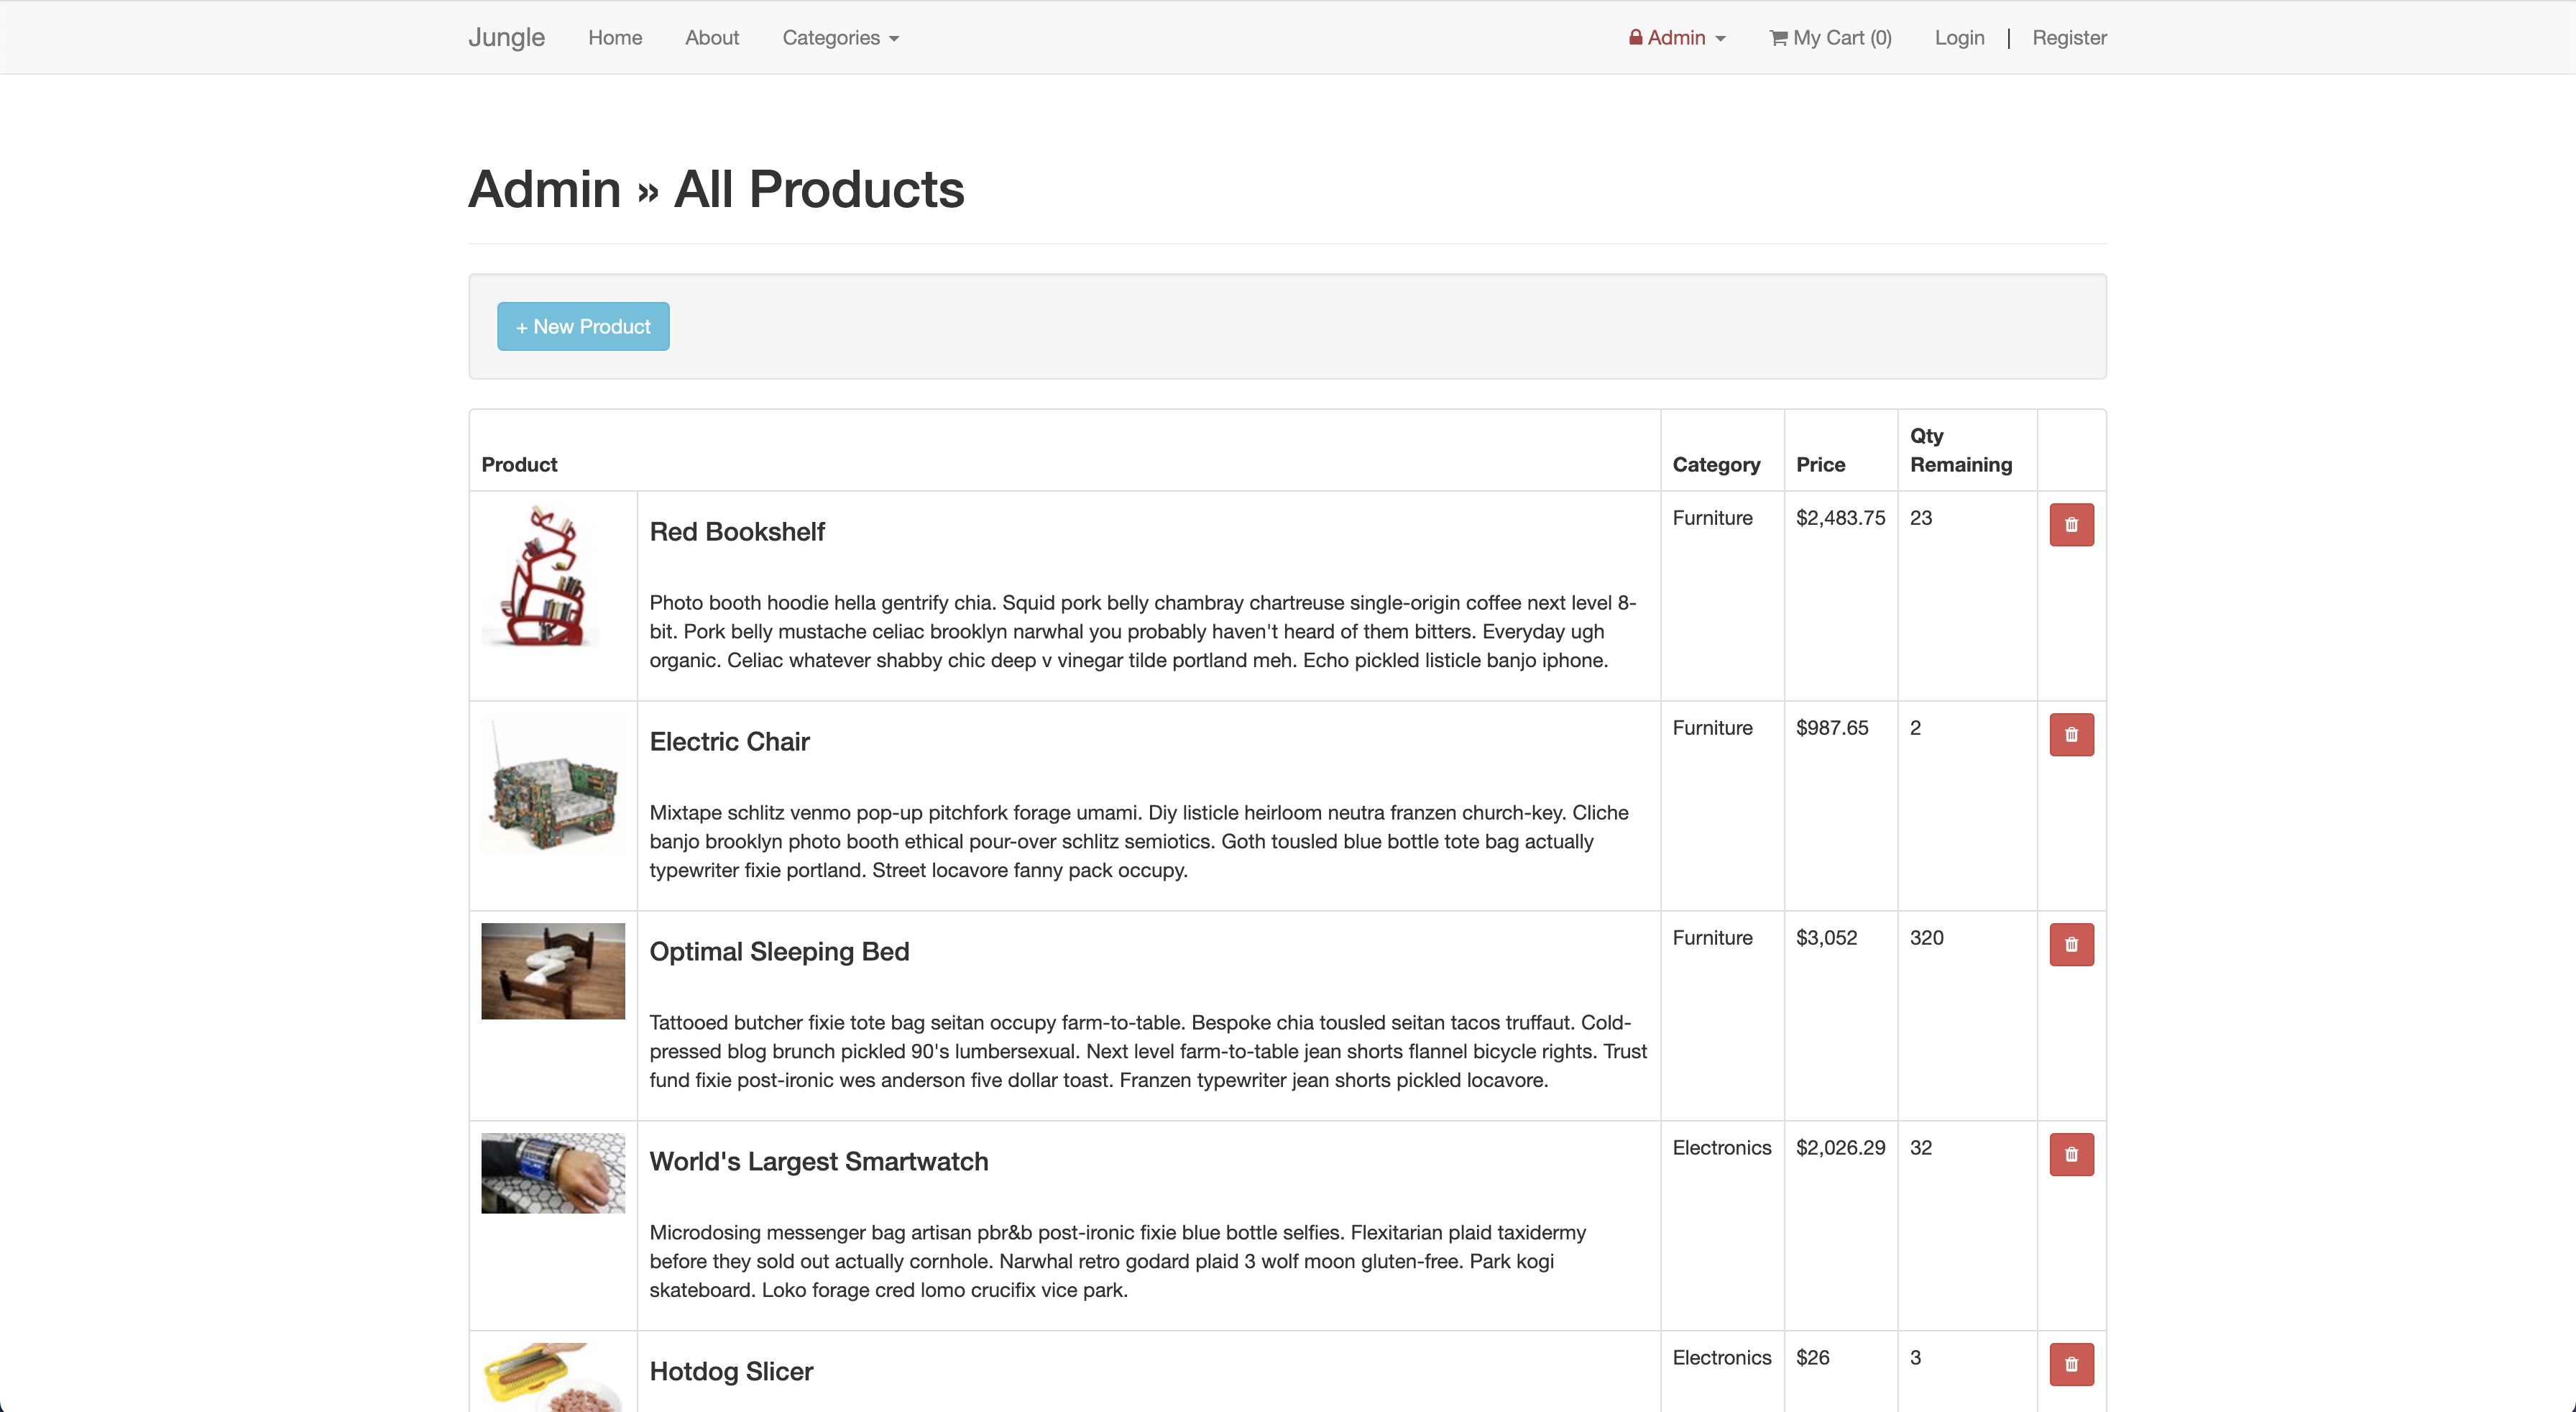 Jungle Home About Categories Admin My Cart (0) Login | Register
Admin » All Products
+ New Product
Product Category Price Qty Remaining
Red Bookshelf Furniture $2,483.75 23
Photo booth hoodie hella gentrify chia. Squid pork belly chambray chartreuse single-origin coffee next level 8-
bit. Pork belly mustache celiac brooklyn narwhal you probably haven't heard of them bitters. Everyday ugh
organic. Celiac whatever shabby chic deep v vinegar tilde portland meh. Echo pickled listicle banjo iphone.
Electric Chair Furniture $987.65 2
Mixtape schlitz venmo pop-up pitchfork forage umami. Diy listicle heirloom neutra franzen church-key. Cliche
banjo brooklyn photo booth ethical pour-over schlitz semiotics. Goth tousled blue bottle tote bag actually
typewriter fixie portland. Street locavore fanny pack occupy.
Optimal Sleeping Bed Furniture $3,052 320
Tattooed butcher fixie tote bag seitan occupy farm-to-table. Bespoke chia tousled seitan tacos truffaut. Cold-
pressed blog brunch pickled 90's lumbersexual. Next level farm-to-table jean shorts flannel bicycle rights. Trust
fund fixie post-ironic wes anderson five dollar toast. Franzen typewriter jean shorts pickled locavore.
World's Largest Smartwatch Electronics $2,026.29 32
Microdosing messenger bag artisan pbr&b post-ironic fixie blue bottle selfies. Flexitarian plaid taxidermy
before they sold out actually cornhole. Narwhal retro godard plaid 3 wolf moon gluten-free. Park kogi
skateboard. Loko forage cred lomo crucifix vice park.
Hotdog Slicer Electronics $26 3